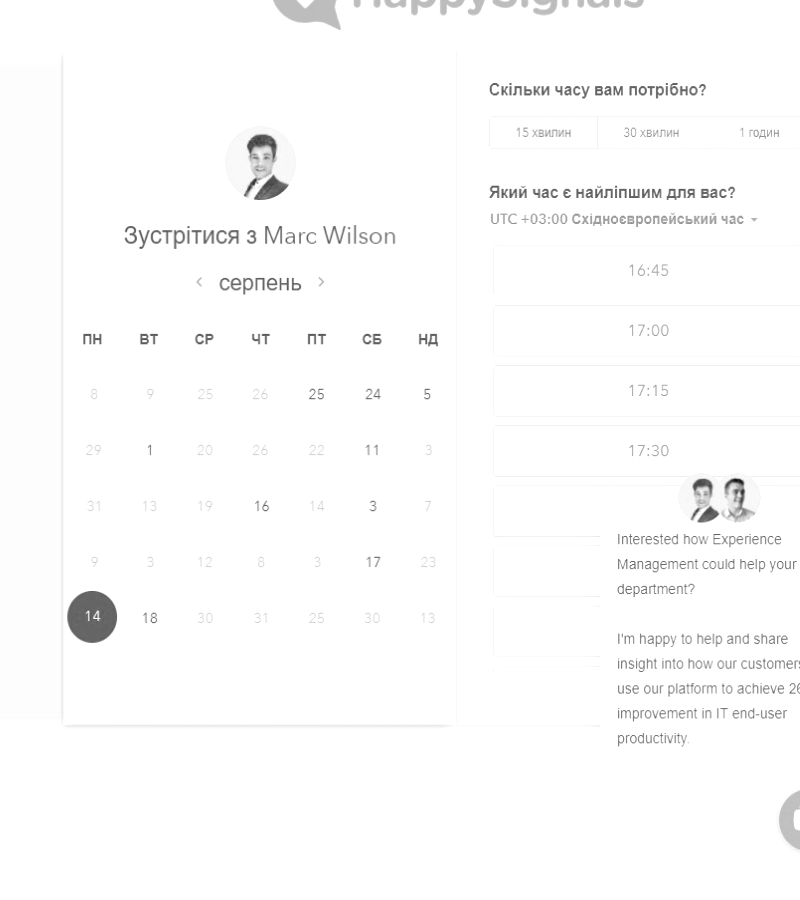 HappySignals
Зустрітися з Marc Wilson
серпень
ПН ВТ СР ЧТ ПТ СБ НД
8 9 25 26 25 24 5
29 1 20 26 22 11 3
31 13 19 16 14 3 7
9 3 12 8 3 17 23
14 18 30 31 25 30 13
Скільки часу вам потрібно?
15 хвилин 30 хвилин 1 годин
Який час є найліпшим для вас?
UTC +03:00 Східноєвропейський час
16:45
17:00
17:15
17:30
Interested how Experience
Management could help your
department?
I'm happy to help and share
insight into how our customers
use our platform to achieve 26
improvement in IT end-user
productivity.